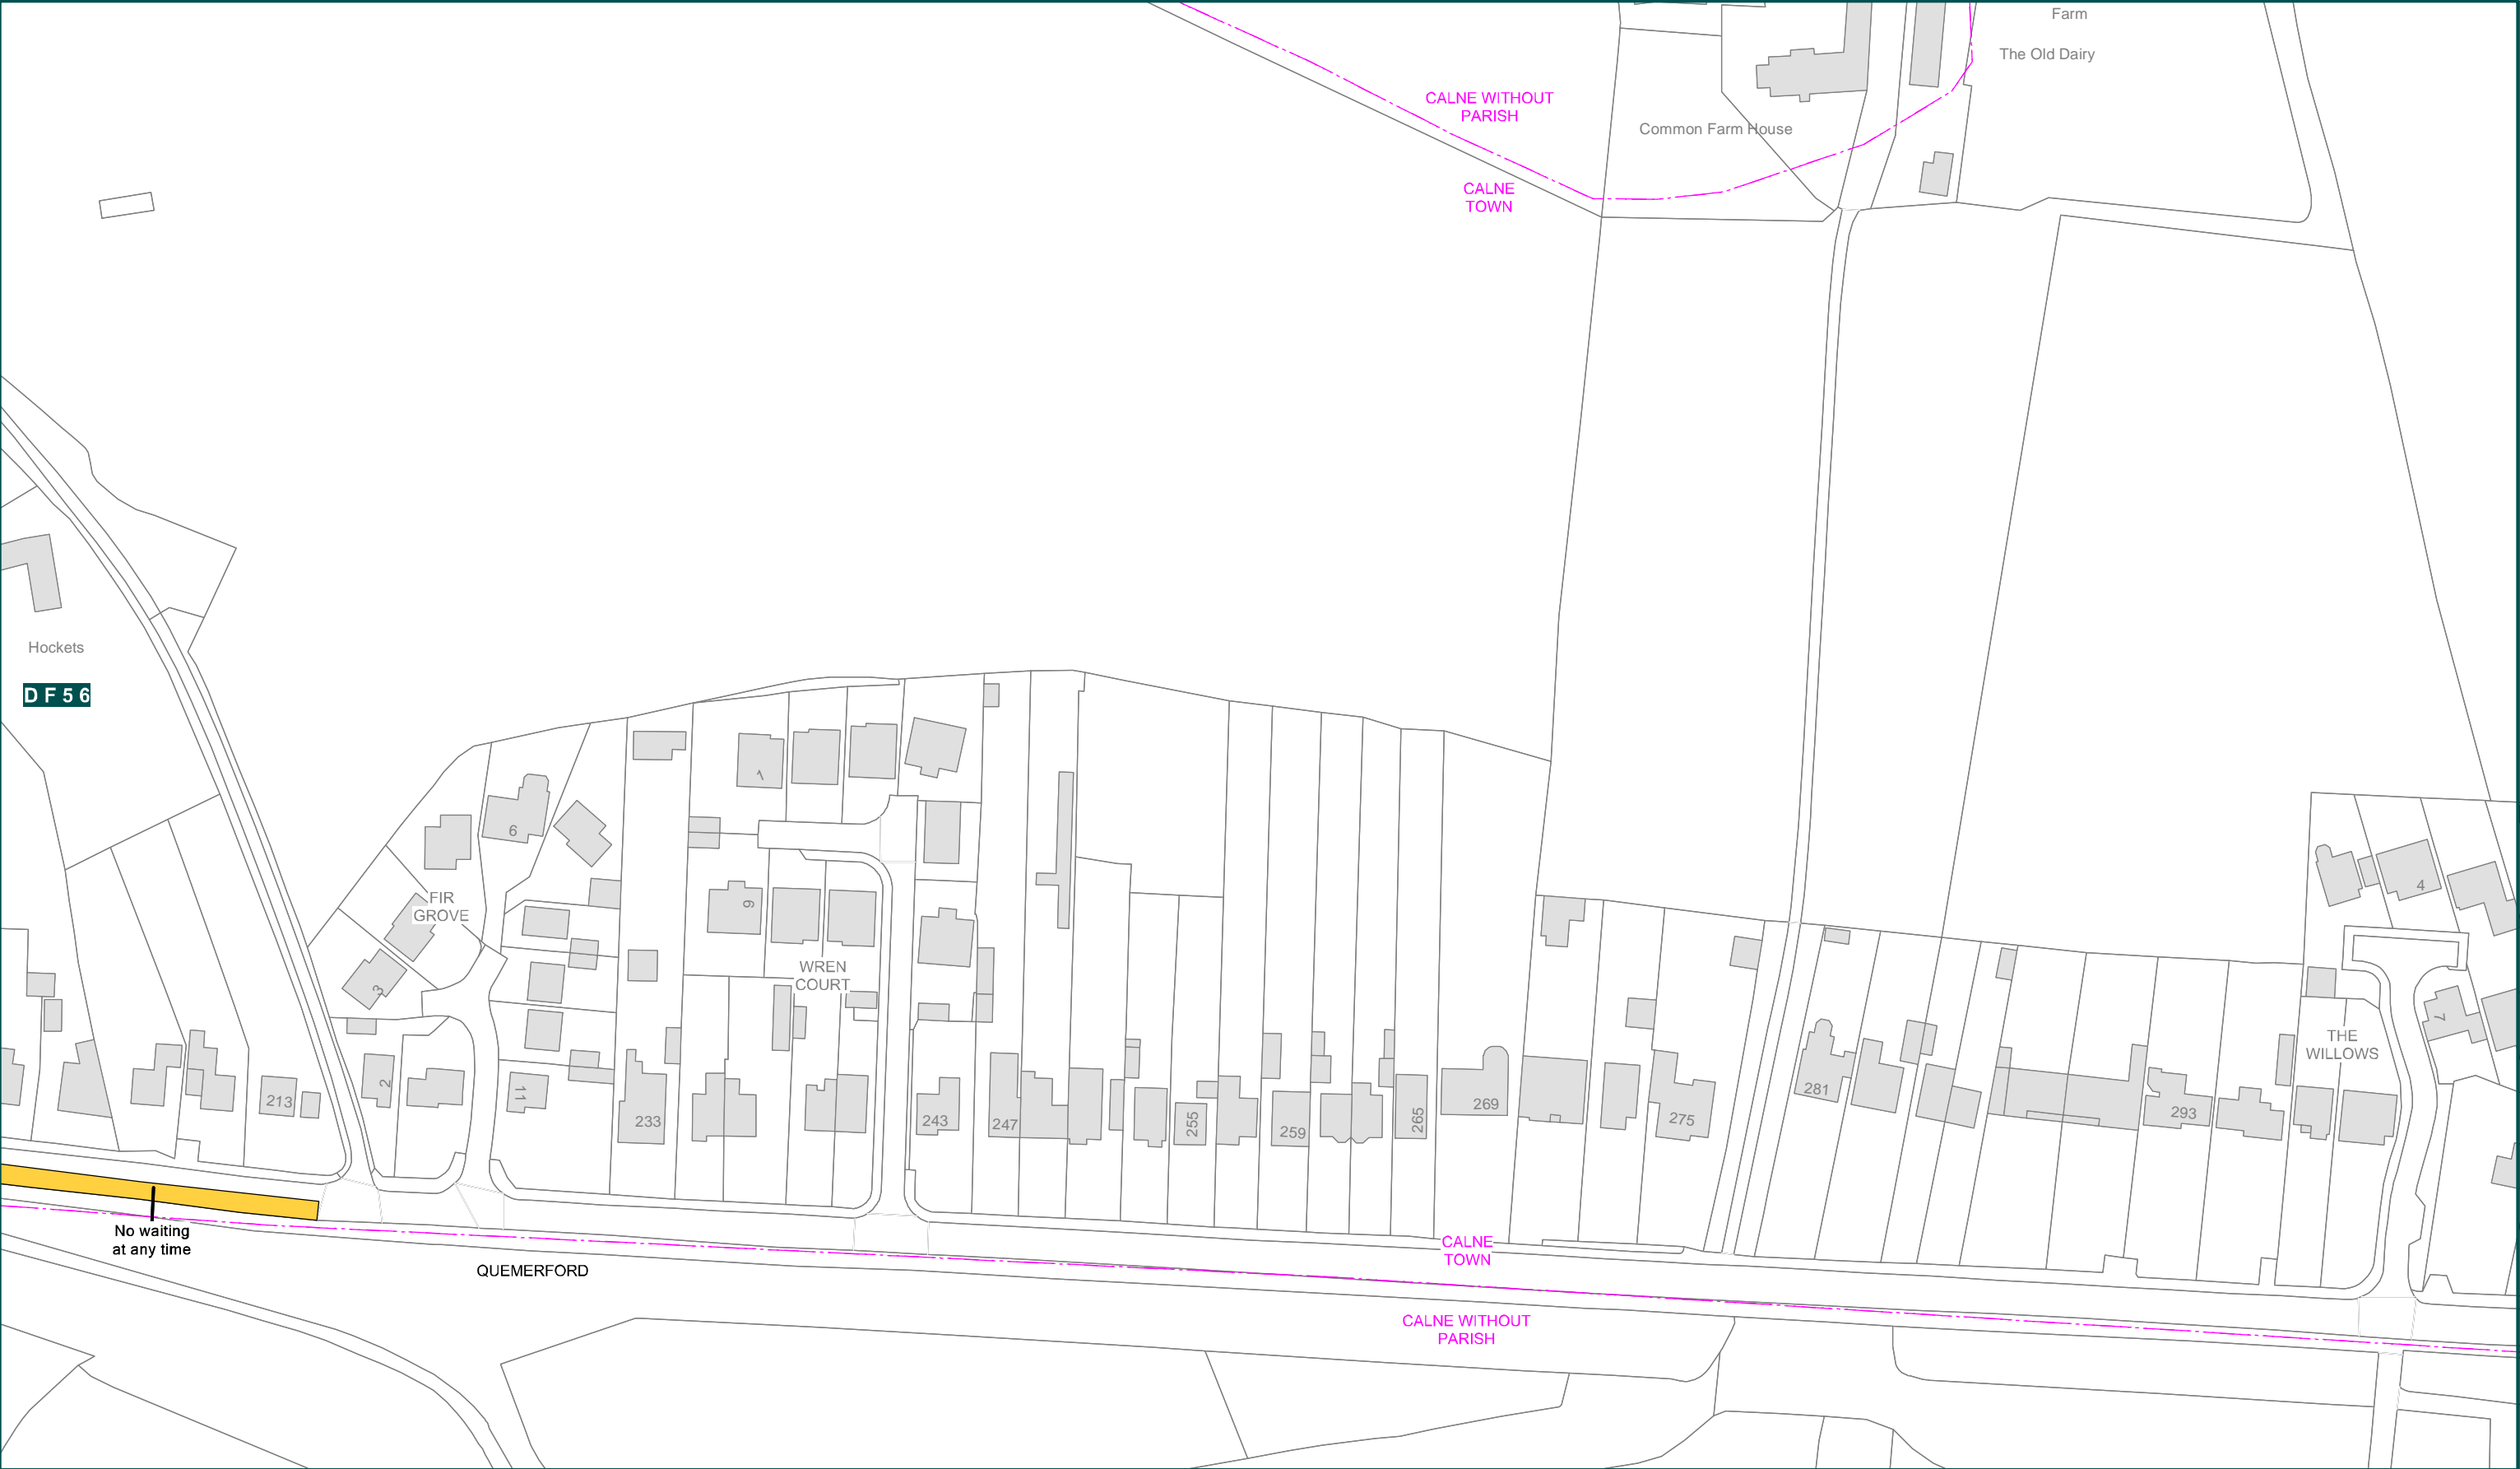 Farm
The Old Dairy
CALNE WITHOUT
PARISH
Common Farm House
CALNE
TOWN
Hockets
DF56
1
6
FIR
GROVE
9
4
WREN
COURT
3
7
THE
WILLOWS
2
11
213
233
243
247
255
259
265
269
275
281
293
No waiting
at any time
QUEMERFORD
CALNE
TOWN
CALNE WITHOUT
PARISH